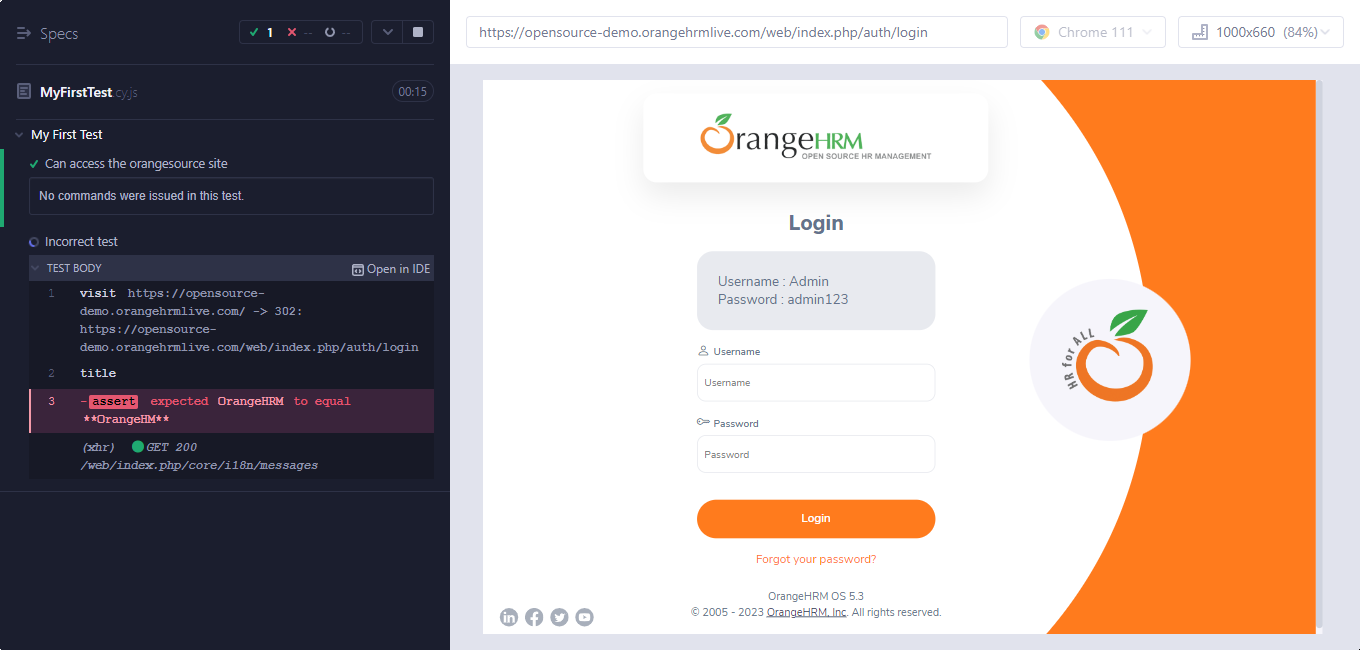 Specs
1 -- --
MyFirstTest.cy.js
00:15
My First Test
Can access the orangesource site
No commands were issued in this test.
Incorrect test
TEST BODY
Open in IDE
1 visit https://opensource-
demo.orangehrmlive.com/ -> 302:
https://opensource-
demo.orangehrmlive.com/web/index.php/auth/login
2 title
3 -assert expected OrangeHRM to equal
**OrangeHM**
(xhr) GET 200
/web/index.php/core/i18n/messages
https://opensource-demo.orangehrmlive.com/web/index.php/auth/login
Chrome 111
1000x660 (84%)
OrangeHRM
OPEN SOURCE HR MANAGEMENT
Login
Username : Admin
Password : admin123
Username
Username
Password
Password
Login
Forgot your password?
OrangeHRM OS 5.3
© 2005 - 2023 OrangeHRM, Inc. All rights reserved.
HR for ALL
in